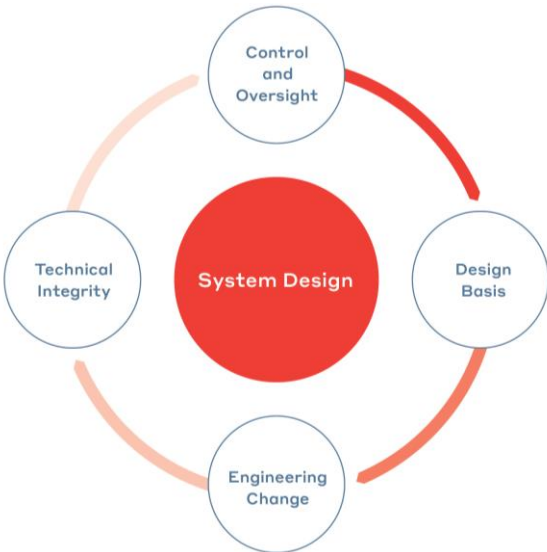 Control
and
Oversight
Technical
Integrity
System Design
Design
Basis
Engineering
Change